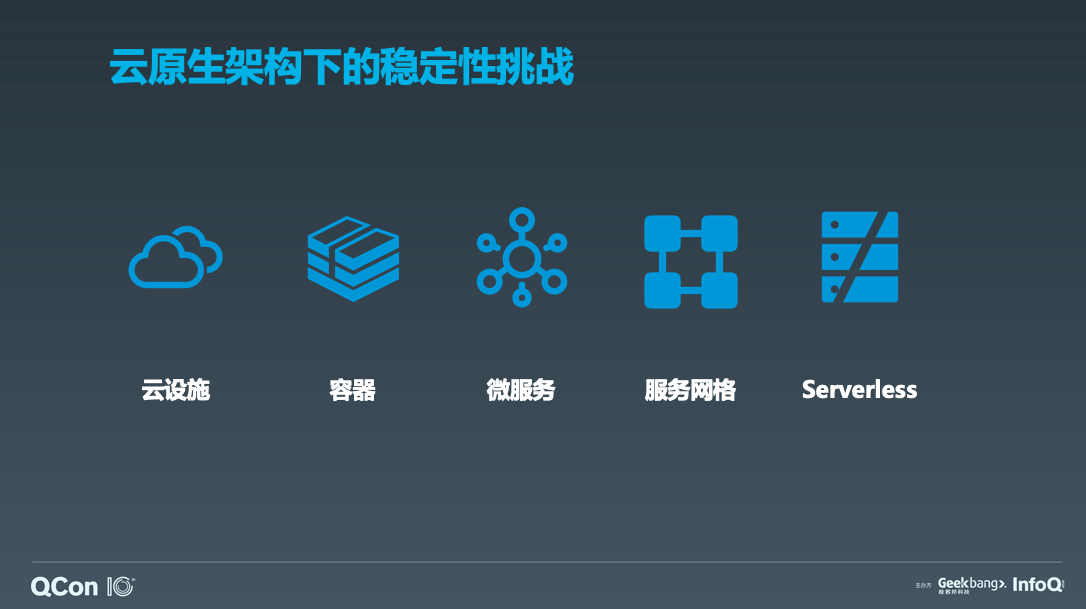 云原生架构下的稳定性挑战
云设施
容器
微服务
服务网格
Serverless
QCon 10
主办方 Geekbang>. InfoQ
极客邦科技